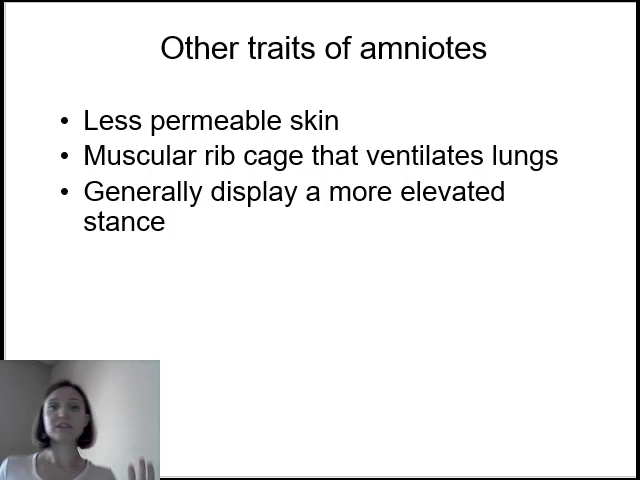 Other traits of amniotes
• Less permeable skin
• Muscular rib cage that ventilates lungs
• Generally display a more elevated
stance